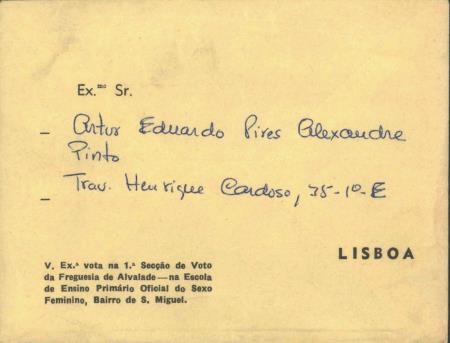 Ex.mo Sr.
– Artur Eduardo Pires Alexandre
Pinto
– Trav. Henrique Cardoso, 35-1º-E
LISBOA
V. Ex.ª vota na 1.ª Secção de Voto
da Freguesia de Alvalade—na Escola
de Ensino Primário Oficial do Sexo
Feminino, Bairro de S. Miguel.